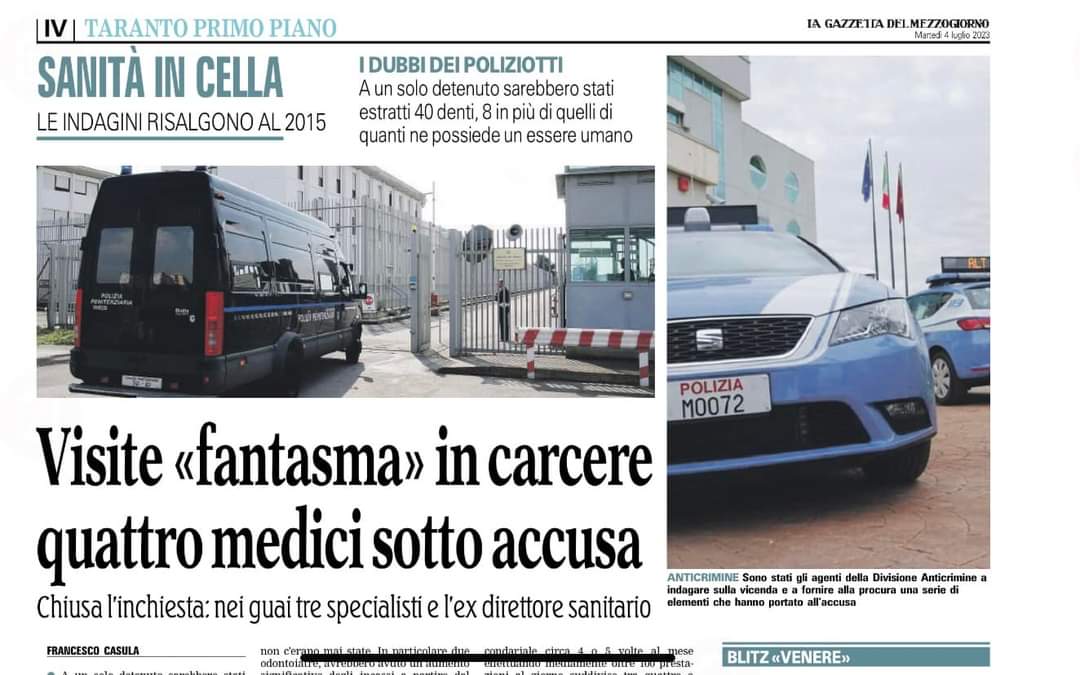 IV TARANTO PRIMO PIANO
LA GAZZETTA DEL MEZZOGIORNO
Martedì 4 luglio 2023
SANITÀ IN CELLA
LE INDAGINI RISALGONO AL 2015
I DUBBI DEI POLIZIOTTI
A un solo detenuto sarebbero stati
estratti 40 denti, 8 in più di quelli di
quanti ne possiede un essere umano
POLIZIA
PENITENZIARIA
POLIZIA PENITENZIARIA
ALT
POLIZIA
M0072
Visite «fantasma» in carcere
quattro medici sotto accusa
Chiusa l'inchiesta: nei guai tre specialisti e l'ex direttore sanitario
ANTICRIMINE Sono stati gli agenti della Divisione Anticrimine a
indagare sulla vicenda e a fornire alla procura una serie di
elementi che hanno portato all'accusa
FRANCESCO CASULA
A un solo detenuto sarebbero stati
non c'erano mai state. In particolare due
odontoiatre, avrebbero avuto un aumento
significativo degli incassi a partire dal
condariale circa 4 o 5 volte al mese
effettuando mediamente oltre 100 presta-
zioni al giorno suddivise tra quattro e
BLITZ «VENERE»